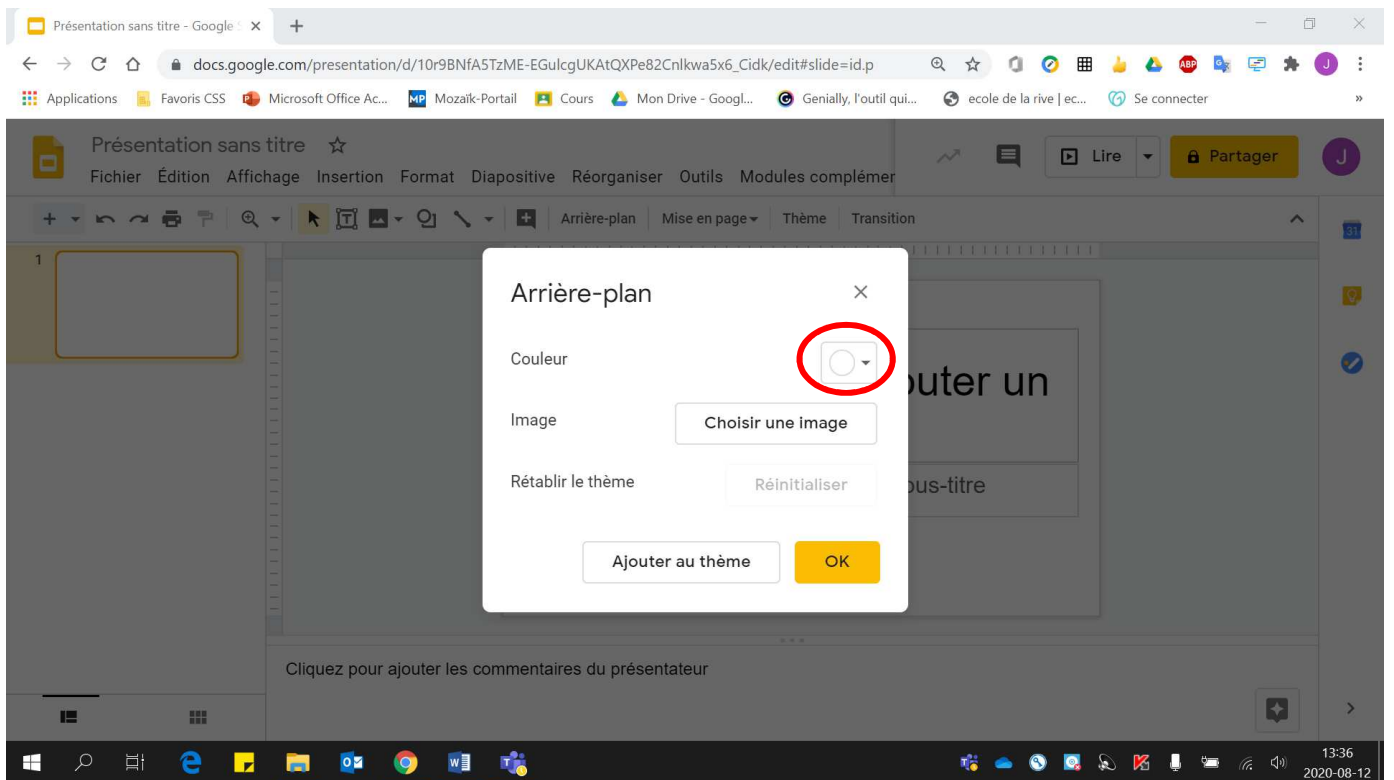 Présentation sans titre - Google S
docs.google.com/presentation/d/10r9BNfA5TzME-EGulcgUKAtQXPe82Cnlkwa5x6_Cidk/edit#slide=id.p
ABP
J
Applications Favoris CSS Microsoft Office Ac... MP Mozaïk-Portail Cours Mon Drive - Googl... Genially, l'outil qui... ecole de la rive | ec... Se connecter »
Présentation sans titre
Fichier Édition Affichage Insertion Format Diapositive Réorganiser Outils Modules complémer
Lire Partager J
Arrière-plan Mise en page Thème Transition
31
1
Arrière-plan
Couleur
Image Choisir une image
Rétablir le thème Réinitialiser
Ajouter au thème OK
outer un
ous-titre
Cliquez pour ajouter les commentaires du présentateur
13:36
2020-08-12